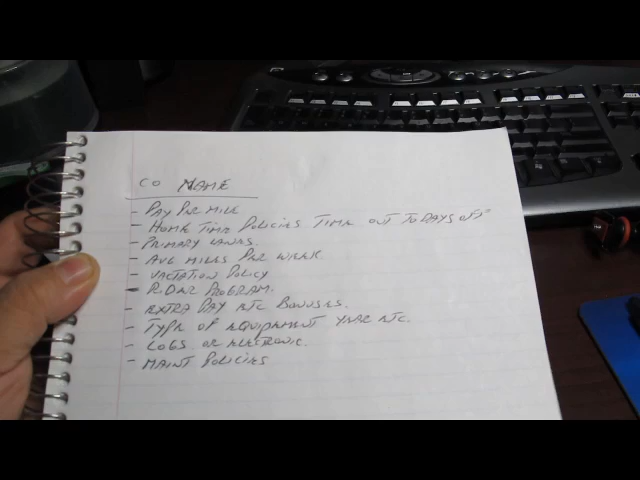 CO NAME
- PAY PER MILE
- HOME TIME POLICIES TIME OUT TO DAYS OFF
- PRIMARY LANES.
- AVG MILES PER WEEK
- VACTATION POLICY
- RIDER PROGRAM.
- EXTRA PAY ETC BONUSES.
- TYPE OF EQUIPMENT YEAR ETC.
- LOGS OR ELECTRONIC.
- MAINT POLICIES